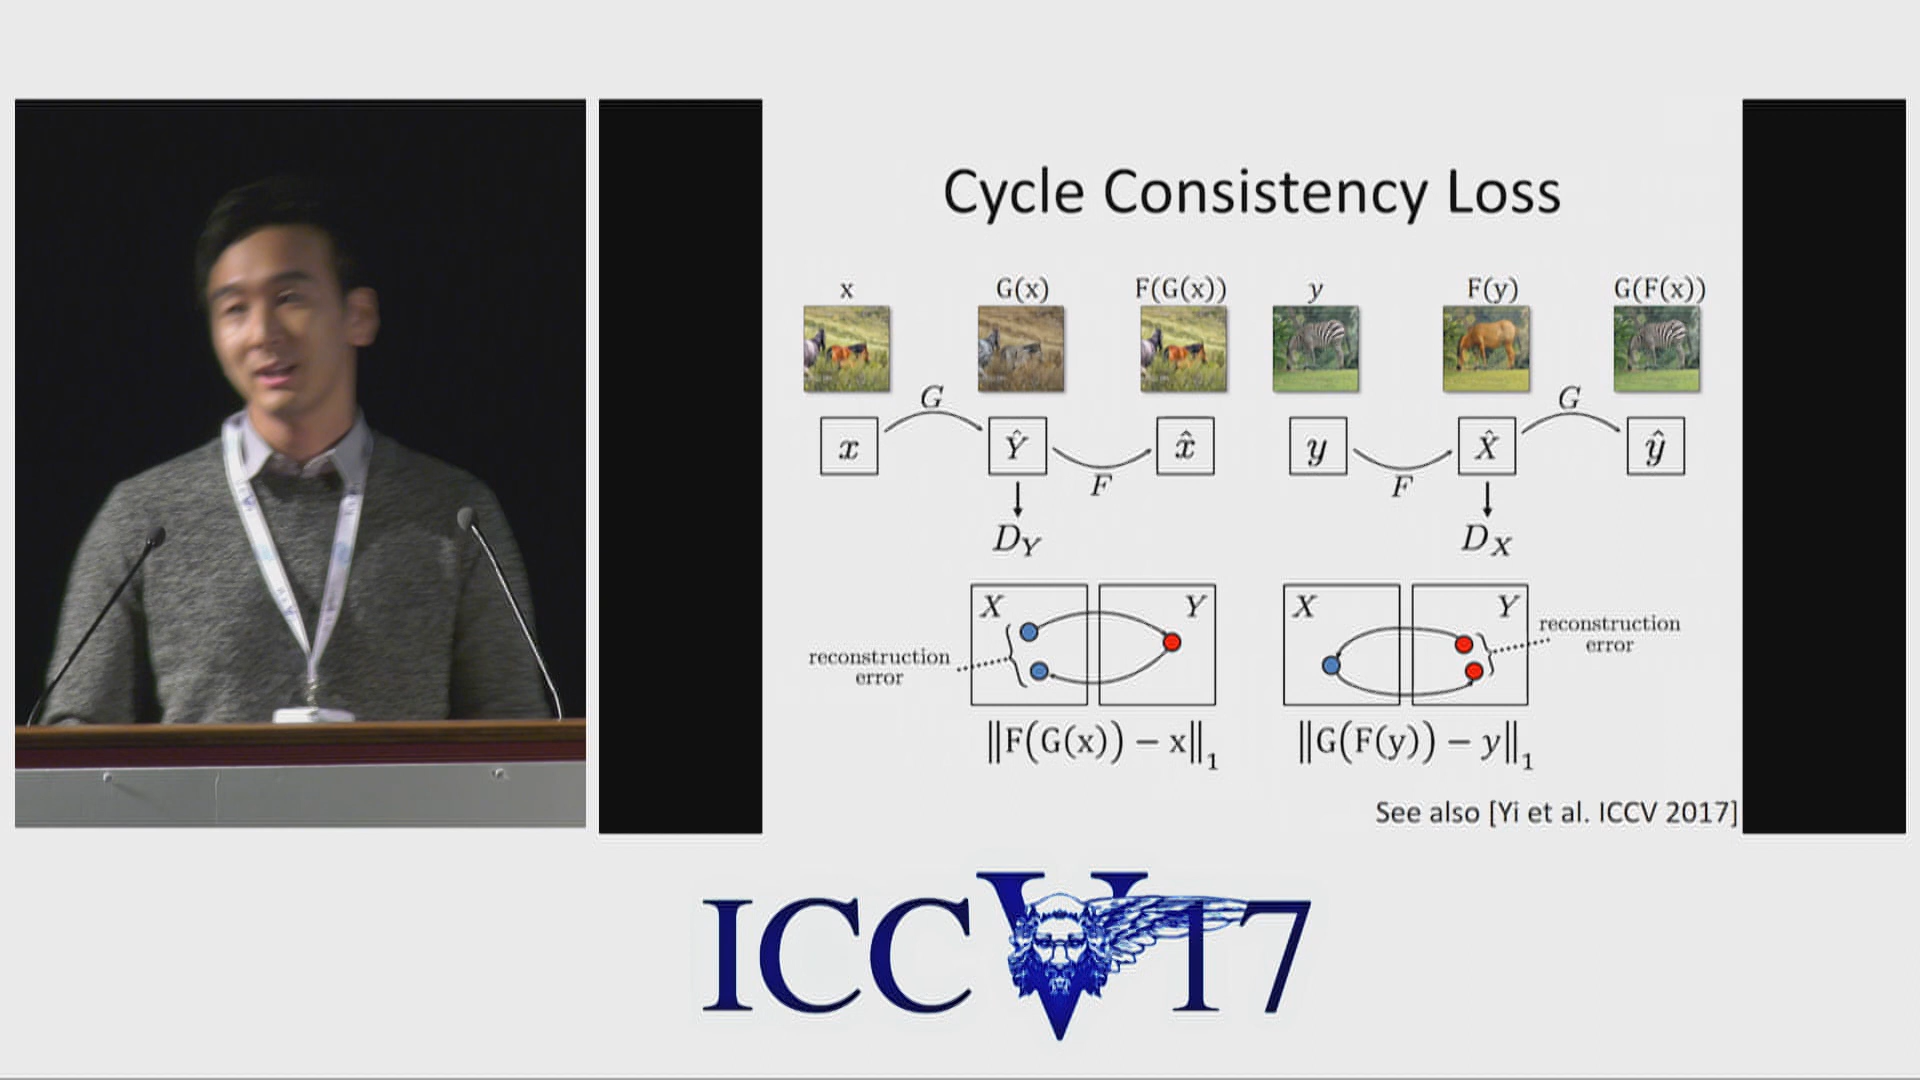 Cycle Consistency Loss
x G(x) F(G(x)) y F(y) G(F(x))
G G
x Ŷ x̂ y X̂ ŷ
F F
D_Y D_X
X Y X Y
reconstruction
error
reconstruction
error
‖F(G(x)) − x‖₁ ‖G(F(y)) − y‖₁
See also [Yi et al. ICCV 2017]
ICCV17